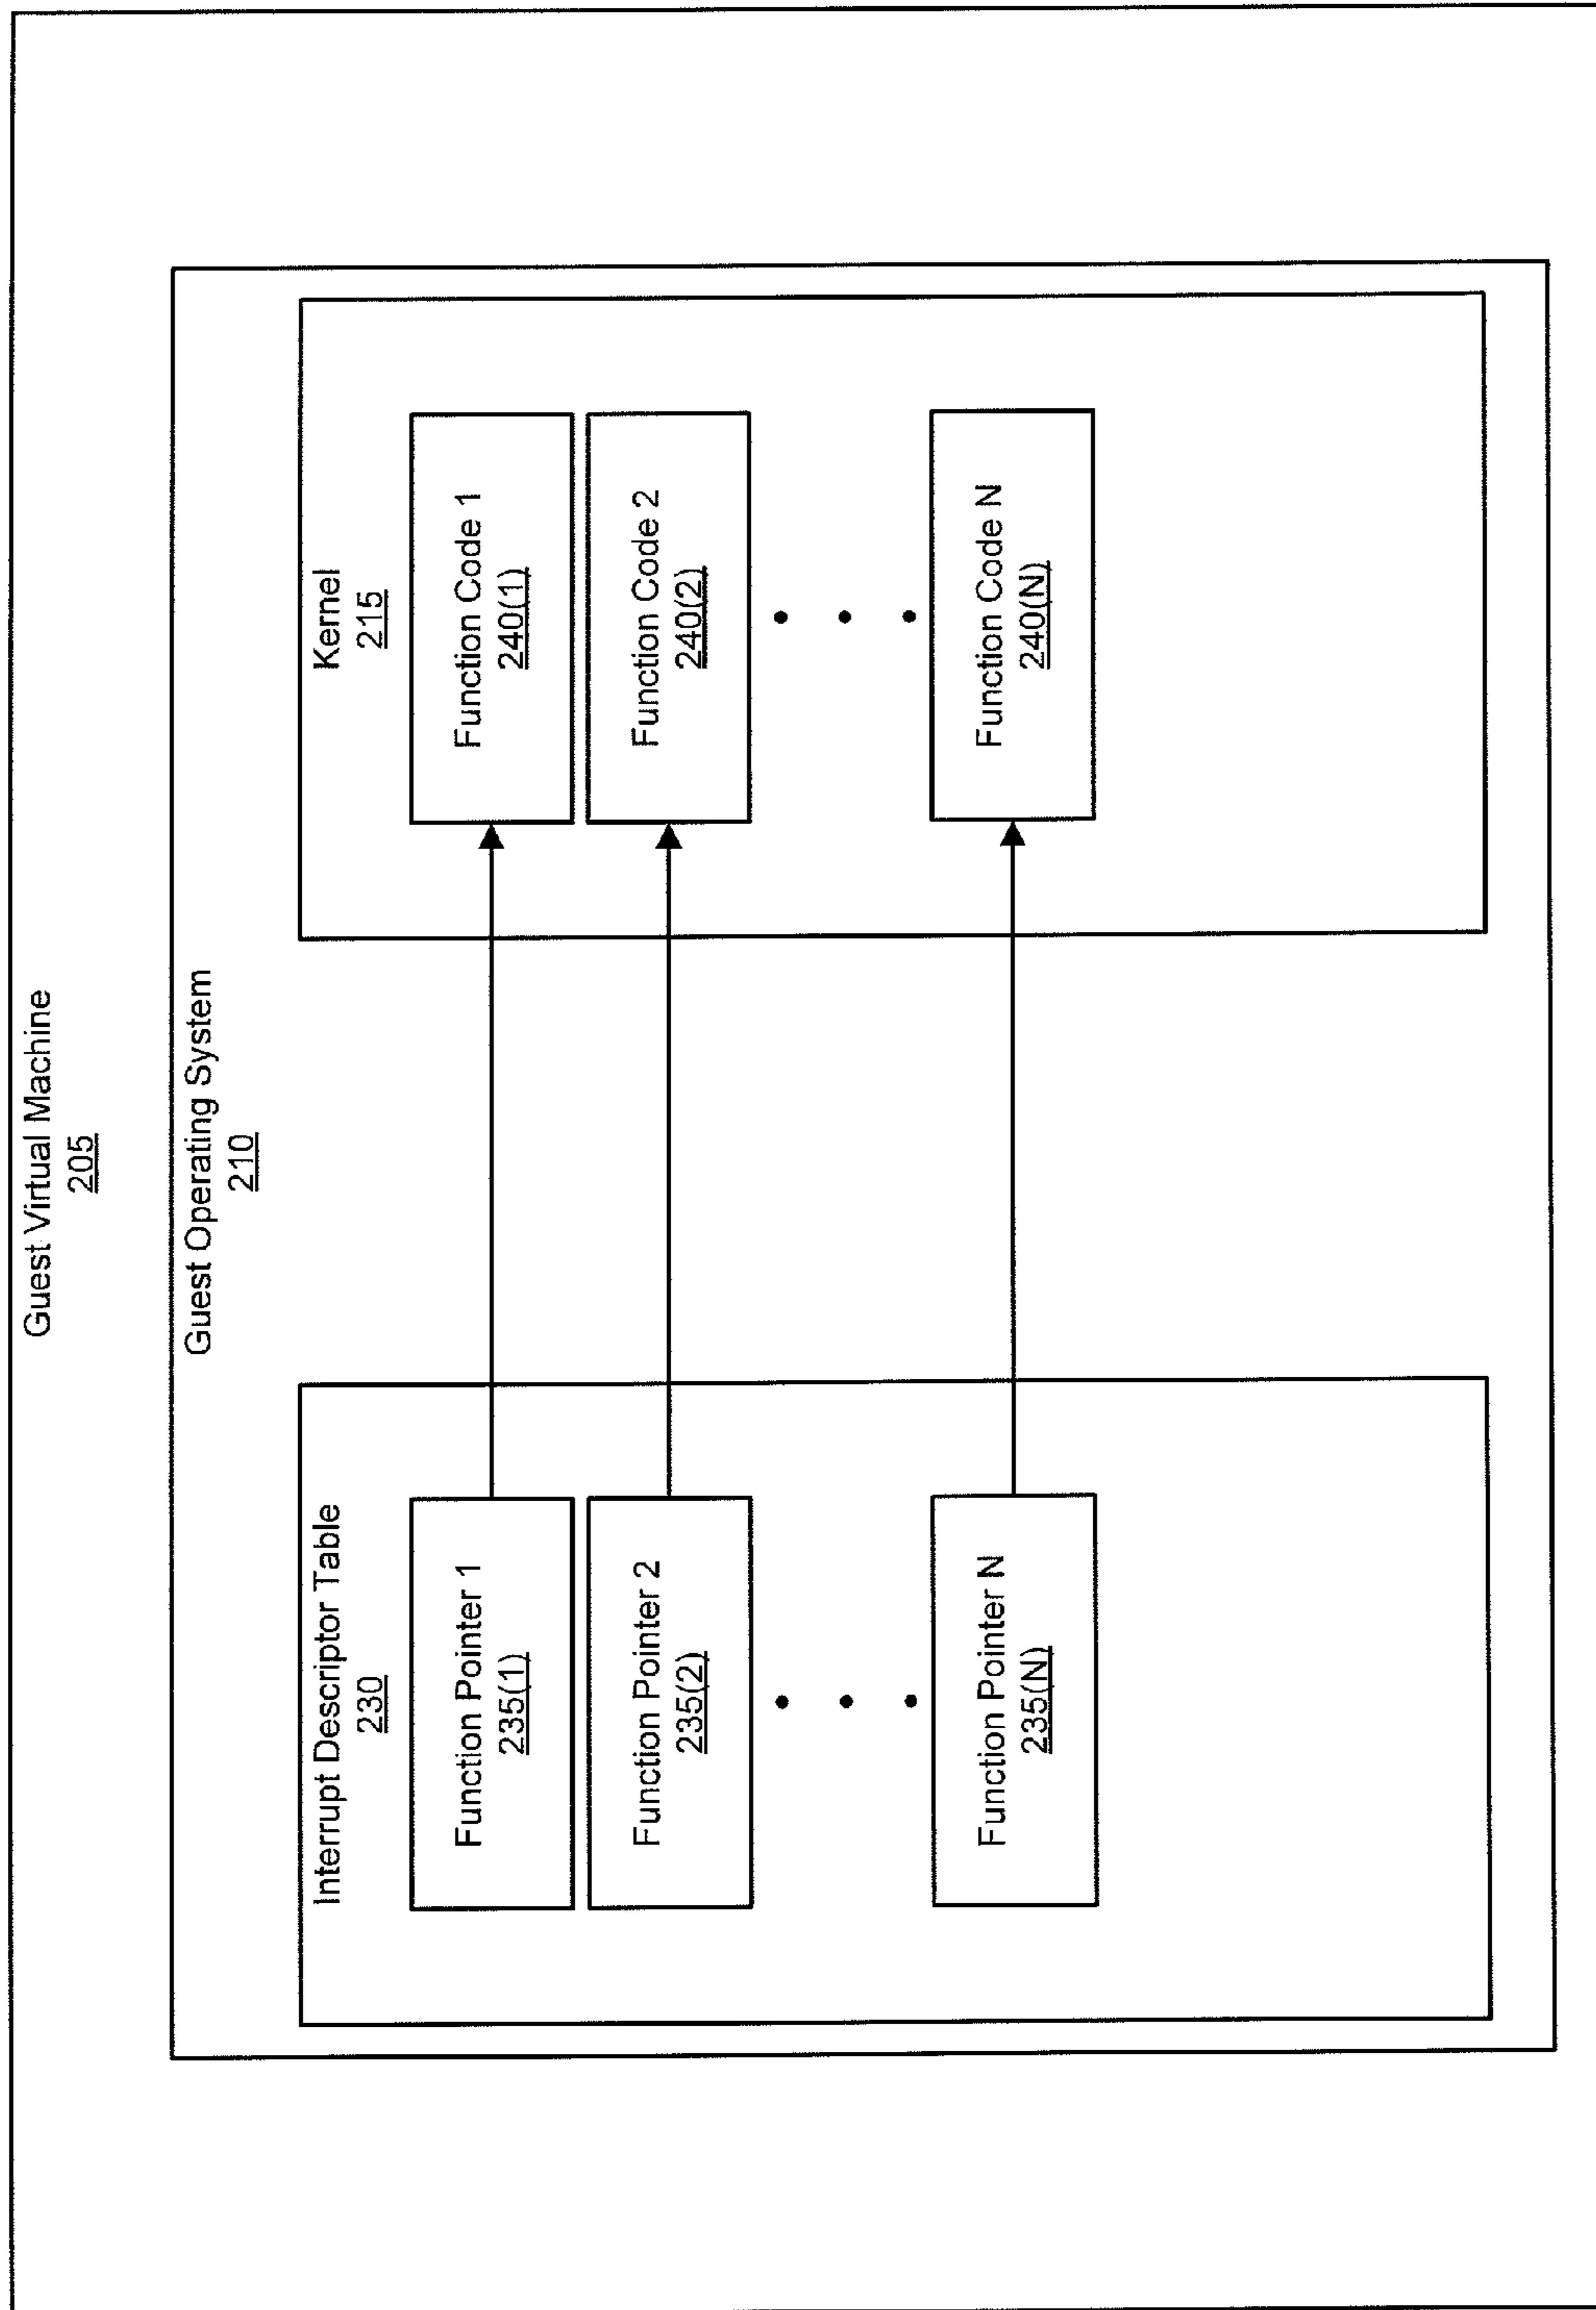 Guest Virtual Machine
205
Guest Operating System
210
Interrupt Descriptor Table
230
Function Pointer 1
235(1)
Function Pointer 2
235(2)
Function Pointer N
235(N)
Kernel
215
Function Code 1
240(1)
Function Code 2
240(2)
Function Code N
240(N)